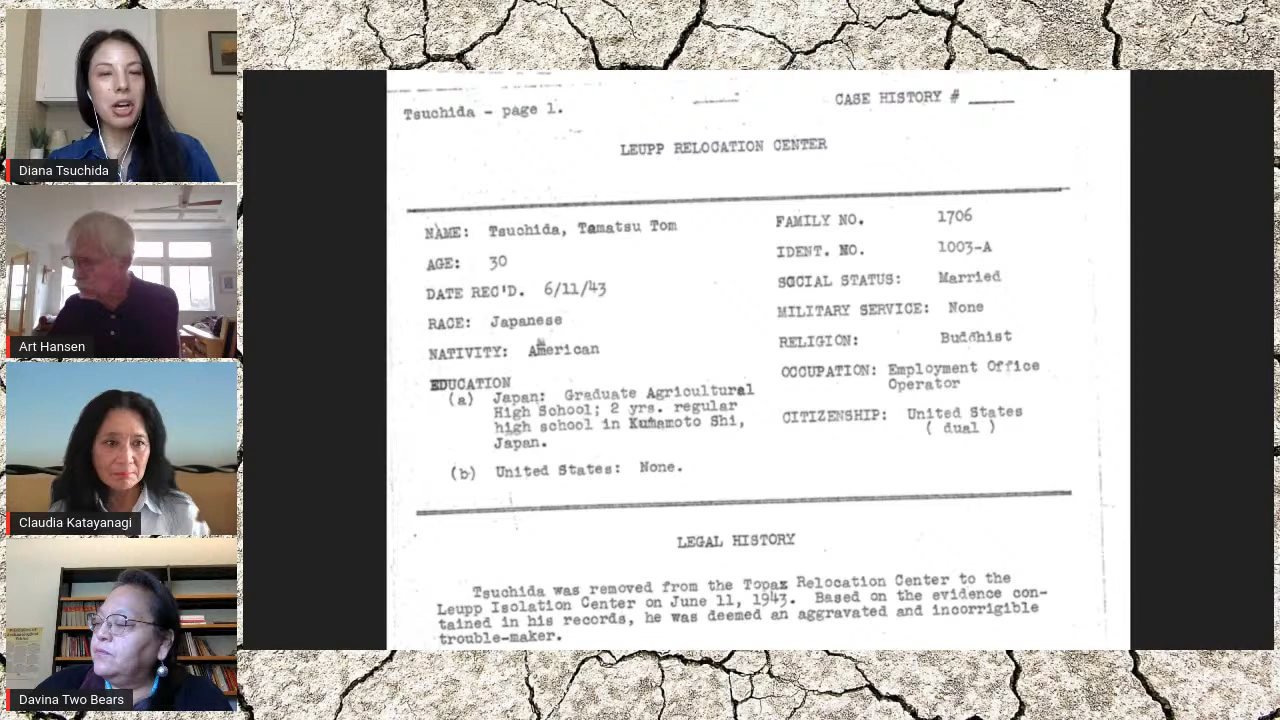 Diana Tsuchida
Art Hansen
Claudia Katayanagi
Davina Two Bears
Tsuchida - page 1.
CASE HISTORY #
LEUPP RELOCATION CENTER
NAME: Tsuchida, Tamatsu Tom
AGE: 30
DATE REC'D. 6/11/43
RACE: Japanese
NATIVITY: American
EDUCATION
(a) Japan: Graduate Agricultural
High School; 2 yrs. regular
high school in Kumamoto Shi,
Japan.
(b) United States: None.
FAMILY NO. 1706
IDENT. NO. 1003-A
SOCIAL STATUS: Married
MILITARY SERVICE: None
RELIGION: Buddhist
OCCUPATION: Employment Office
Operator
CITIZENSHIP: United States
( dual )
LEGAL HISTORY
Tsuchida was removed from the Topaz Relocation Center to the
Leupp Isolation Center on June 11, 1943. Based on the evidence con-
tained in his records, he was deemed an aggravated and incorrigible
trouble-maker.